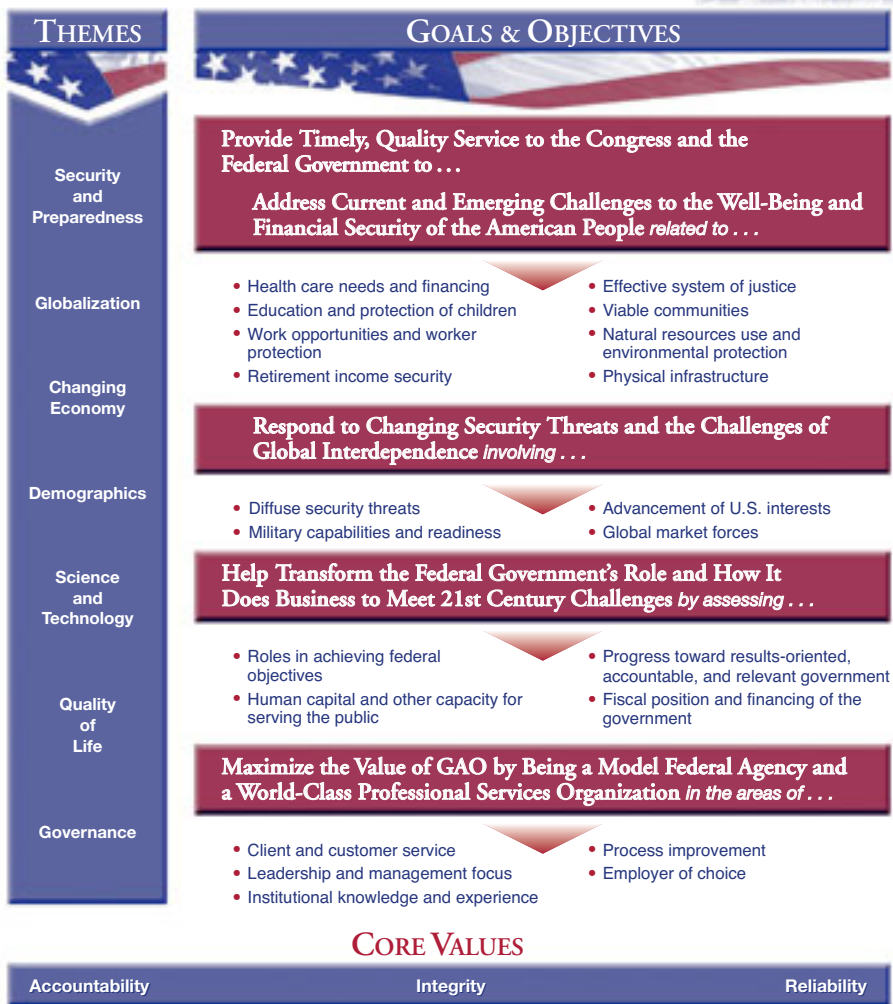 THEMES
Security
and
Preparedness
Globalization
Changing
Economy
Demographics
Science
and
Technology
Quality
of
Life
Governance
GOALS & OBJECTIVES
Provide Timely, Quality Service to the Congress and the
Federal Government to . . .
Address Current and Emerging Challenges to the Well-Being and
Financial Security of the American People related to . . .
• Health care needs and financing
• Education and protection of children
• Work opportunities and worker
protection
• Retirement income security
• Effective system of justice
• Viable communities
• Natural resources use and
environmental protection
• Physical infrastructure
Respond to Changing Security Threats and the Challenges of
Global Interdependence involving . . .
• Diffuse security threats
• Military capabilities and readiness
• Advancement of U.S. interests
• Global market forces
Help Transform the Federal Government’s Role and How It
Does Business to Meet 21st Century Challenges by assessing . . .
• Roles in achieving federal
objectives
• Human capital and other capacity for
serving the public
• Progress toward results-oriented,
accountable, and relevant government
• Fiscal position and financing of the
government
Maximize the Value of GAO by Being a Model Federal Agency and
a World-Class Professional Services Organization in the areas of . . .
• Client and customer service
• Leadership and management focus
• Institutional knowledge and experience
• Process improvement
• Employer of choice
CORE VALUES
Accountability
Integrity
Reliability